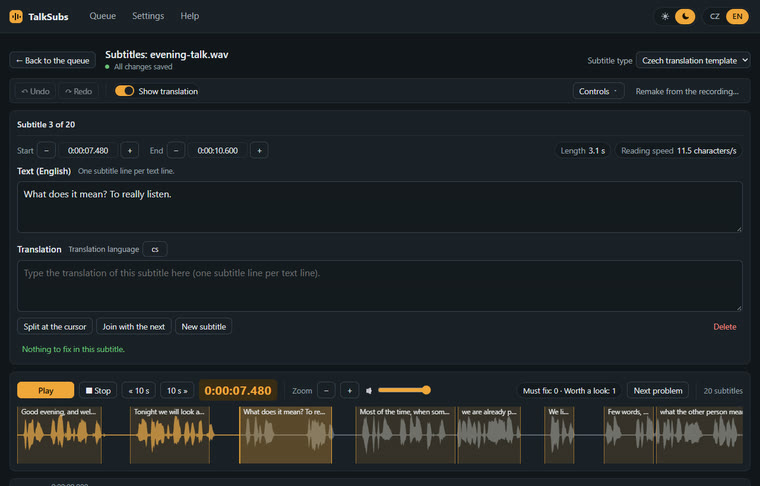 TalkSubs Queue Settings Help CZ EN
← Back to the queue
Subtitles: evening-talk.wav
All changes saved
Subtitle type Czech translation template
Undo Redo Show translation Controls Remake from the recording...
Subtitle 3 of 20
Start − 0:00:07.480 + End − 0:00:10.600 + Length 3.1 s Reading speed 11.5 characters/s
Text (English) One subtitle line per text line.
What does it mean? To really listen.
Translation Translation language cs
Type the translation of this subtitle here (one subtitle line per text line).
Split at the cursor Join with the next New subtitle Delete
Nothing to fix in this subtitle.
Play Stop « 10 s 10 s » 0:00:07.480 Zoom − + Must fix: 0 · Worth a look: 1 Next problem 20 subtitles
Good evening, and wel... Tonight we will look a... What does it mean? To re... Most of the time, when som... we are already p... We li... Few words, ... what the other person mea